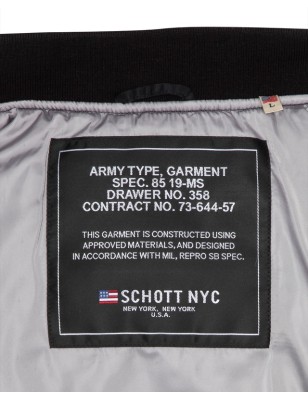 L
ARMY TYPE, GARMENT
SPEC. 85 19-MS
DRAWER NO. 358
CONTRACT NO. 73-644-57
THIS GARMENT IS CONSTRUCTED USING
APPROVED MATERIALS, AND DESIGNED
IN ACCORDANCE WITH MIL, REPRO SB SPEC.
SCHOTT NYC
NEW YORK, NEW YORK
U.S.A.